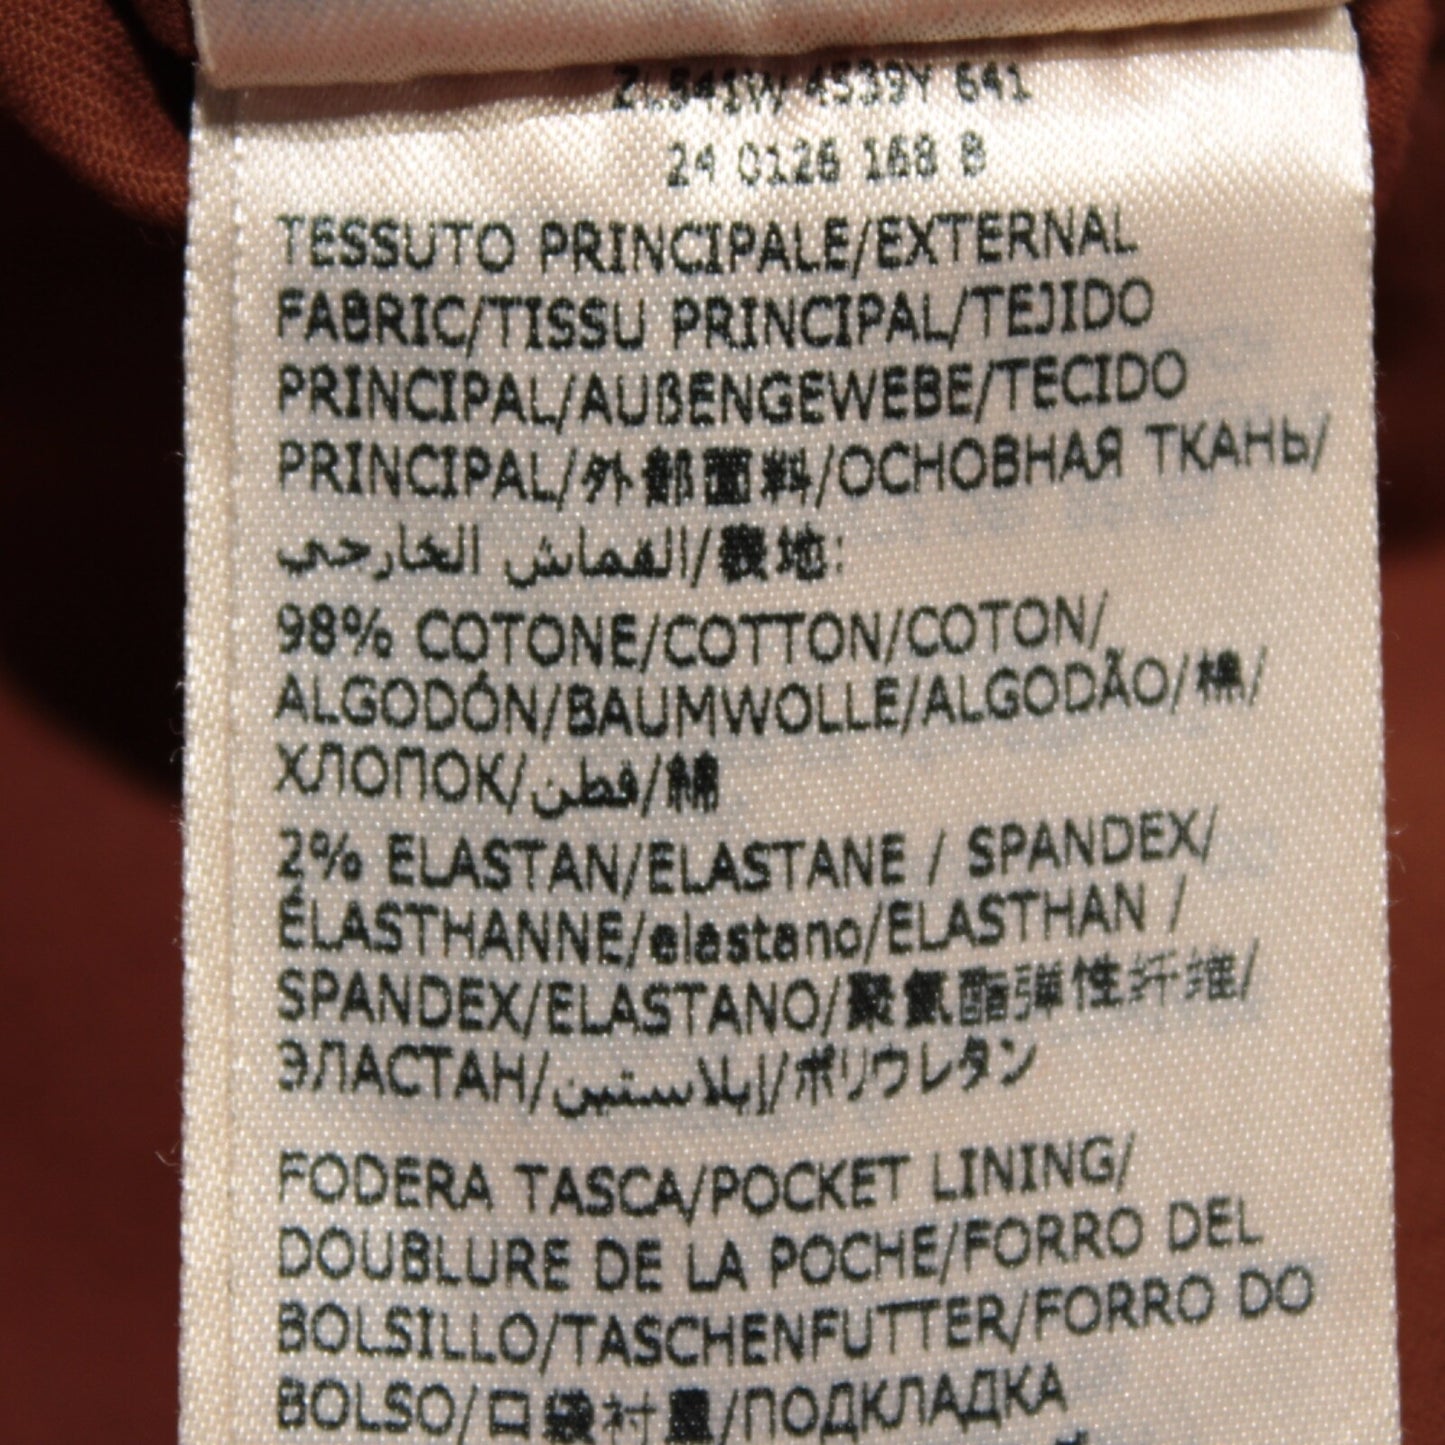 4539Y 641
24 0126 168 B
TESSUTO PRINCIPALE/EXTERNAL
FABRIC/TISSU PRINCIPAL/TEJIDO
PRINCIPAL/AUßENGEWEBE/TECIDO
PRINCIPAL/外部面料/ОСНОВНАЯ ТКАНЬ/
القماش الخارجي/表地:
98% COTONE/COTTON/COTON/
ALGODÓN/BAUMWOLLE/ALGODÃO/棉/
ХЛОПОК/قطن/綿
2% ELASTAN/ELASTANE / SPANDEX/
ÉLASTHANNE/elastano/ELASTHAN /
SPANDEX/ELASTANO/聚氨酯弹性纤维/
ЭЛАСТАН/إيلاستين/ポリウレタン
FODERA TASCA/POCKET LINING/
DOUBLURE DE LA POCHE/FORRO DEL
BOLSILLO/TASCHENFUTTER/FORRO DO
BOLSO/口袋衬里/ПОДКЛАДКА